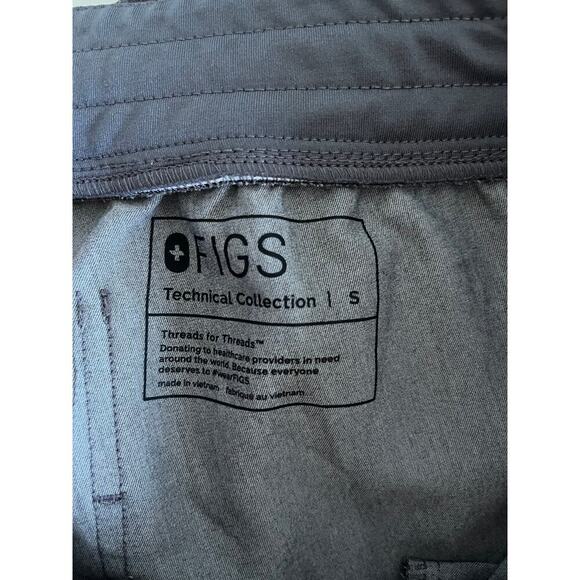 FIGS
Technical Collection | S
Threads for Threads™
Donating to healthcare providers in need
around the world. Because everyone
deserves to #wearFIGS
made in vietnam · fabriqué au vietnam